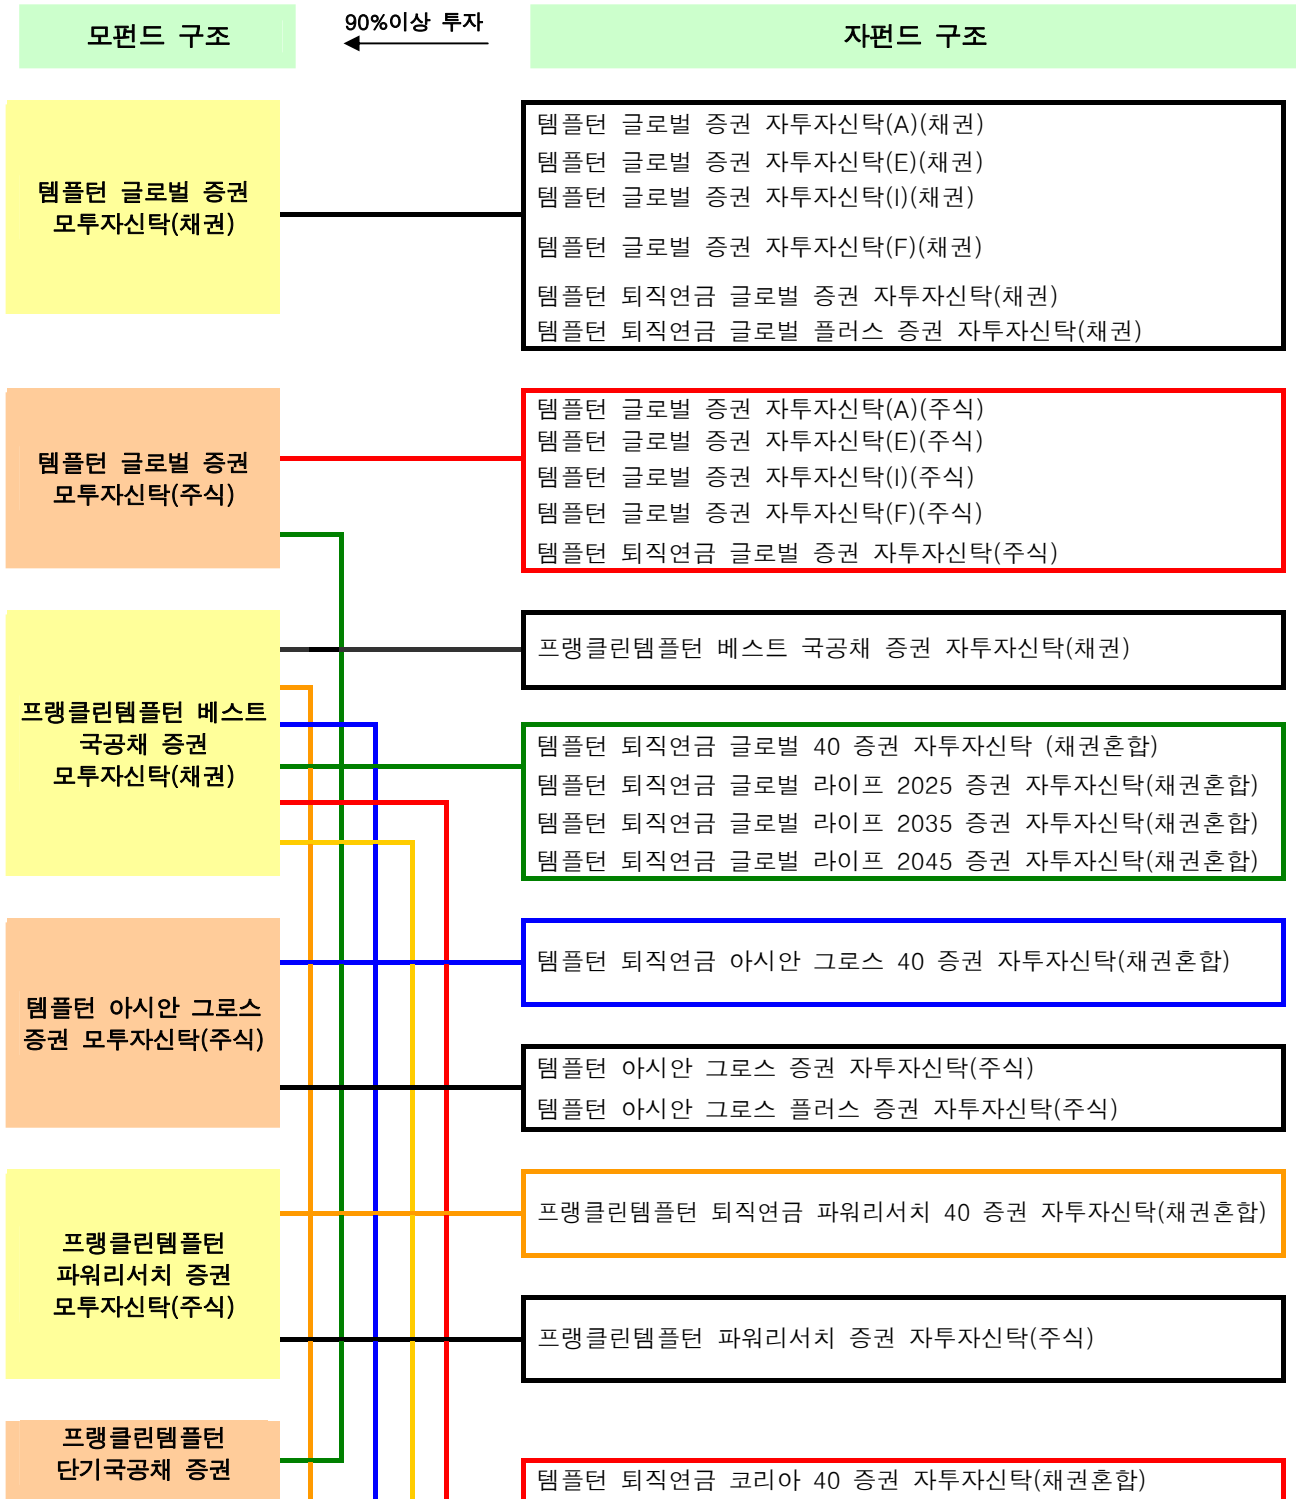 모펀드 구조
90%이상 투자
자펀드 구조
템플턴 글로벌 증권
모투자신탁(채권)
템플턴 글로벌 증권 자투자신탁(A)(채권)
템플턴 글로벌 증권 자투자신탁(E)(채권)
템플턴 글로벌 증권 자투자신탁(I)(채권)
템플턴 글로벌 증권 자투자신탁(F)(채권)
템플턴 퇴직연금 글로벌 증권 자투자신탁(채권)
템플턴 퇴직연금 글로벌 플러스 증권 자투자신탁(채권)
템플턴 글로벌 증권
모투자신탁(주식)
템플턴 글로벌 증권 자투자신탁(A)(주식)
템플턴 글로벌 증권 자투자신탁(E)(주식)
템플턴 글로벌 증권 자투자신탁(I)(주식)
템플턴 글로벌 증권 자투자신탁(F)(주식)
템플턴 퇴직연금 글로벌 증권 자투자신탁(주식)
프랭클린템플턴 베스트
국공채 증권
모투자신탁(채권)
프랭클린템플턴 베스트 국공채 증권 자투자신탁(채권)
템플턴 퇴직연금 글로벌 40 증권 자투자신탁 (채권혼합)
템플턴 퇴직연금 글로벌 라이프 2025 증권 자투자신탁(채권혼합)
템플턴 퇴직연금 글로벌 라이프 2035 증권 자투자신탁(채권혼합)
템플턴 퇴직연금 글로벌 라이프 2045 증권 자투자신탁(채권혼합)
템플턴 아시안 그로스
증권 모투자신탁(주식)
템플턴 퇴직연금 아시안 그로스 40 증권 자투자신탁(채권혼합)
템플턴 아시안 그로스 증권 자투자신탁(주식)
템플턴 아시안 그로스 플러스 증권 자투자신탁(주식)
프랭클린템플턴
파워리서치 증권
모투자신탁(주식)
프랭클린템플턴 퇴직연금 파워리서치 40 증권 자투자신탁(채권혼합)
프랭클린템플턴 파워리서치 증권 자투자신탁(주식)
프랭클린템플턴
단기국공채 증권
템플턴 퇴직연금 코리아 40 증권 자투자신탁(채권혼합)